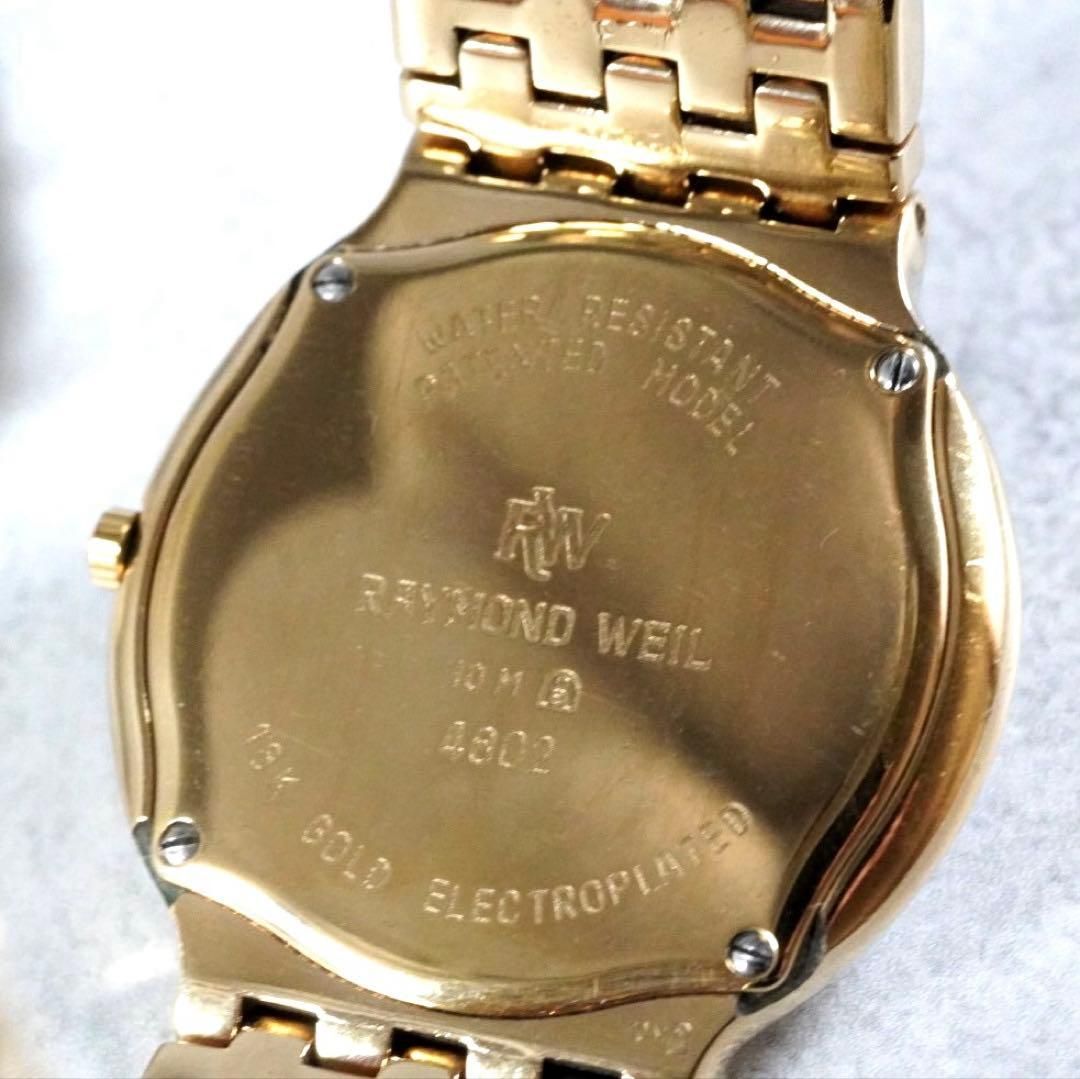 WATER RESISTANT
PATENTED MODEL
RW
RAYMOND WEIL
10 M G
4802
18K GOLD ELECTROPLATED